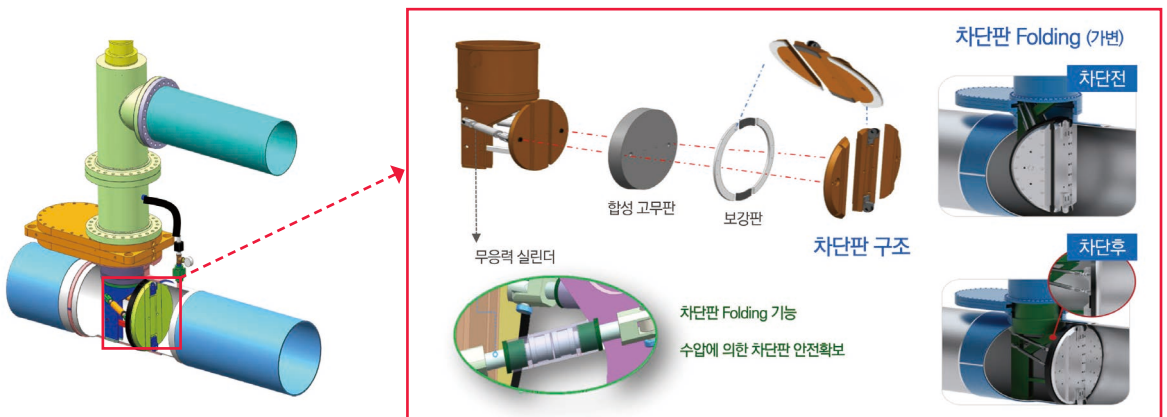 차단판 Folding (가변)
차단전
합성 고무판
보강판
차단판 구조
무응력 실린더
차단후
차단판 Folding 기능
수압에 의한 차단판 안전확보